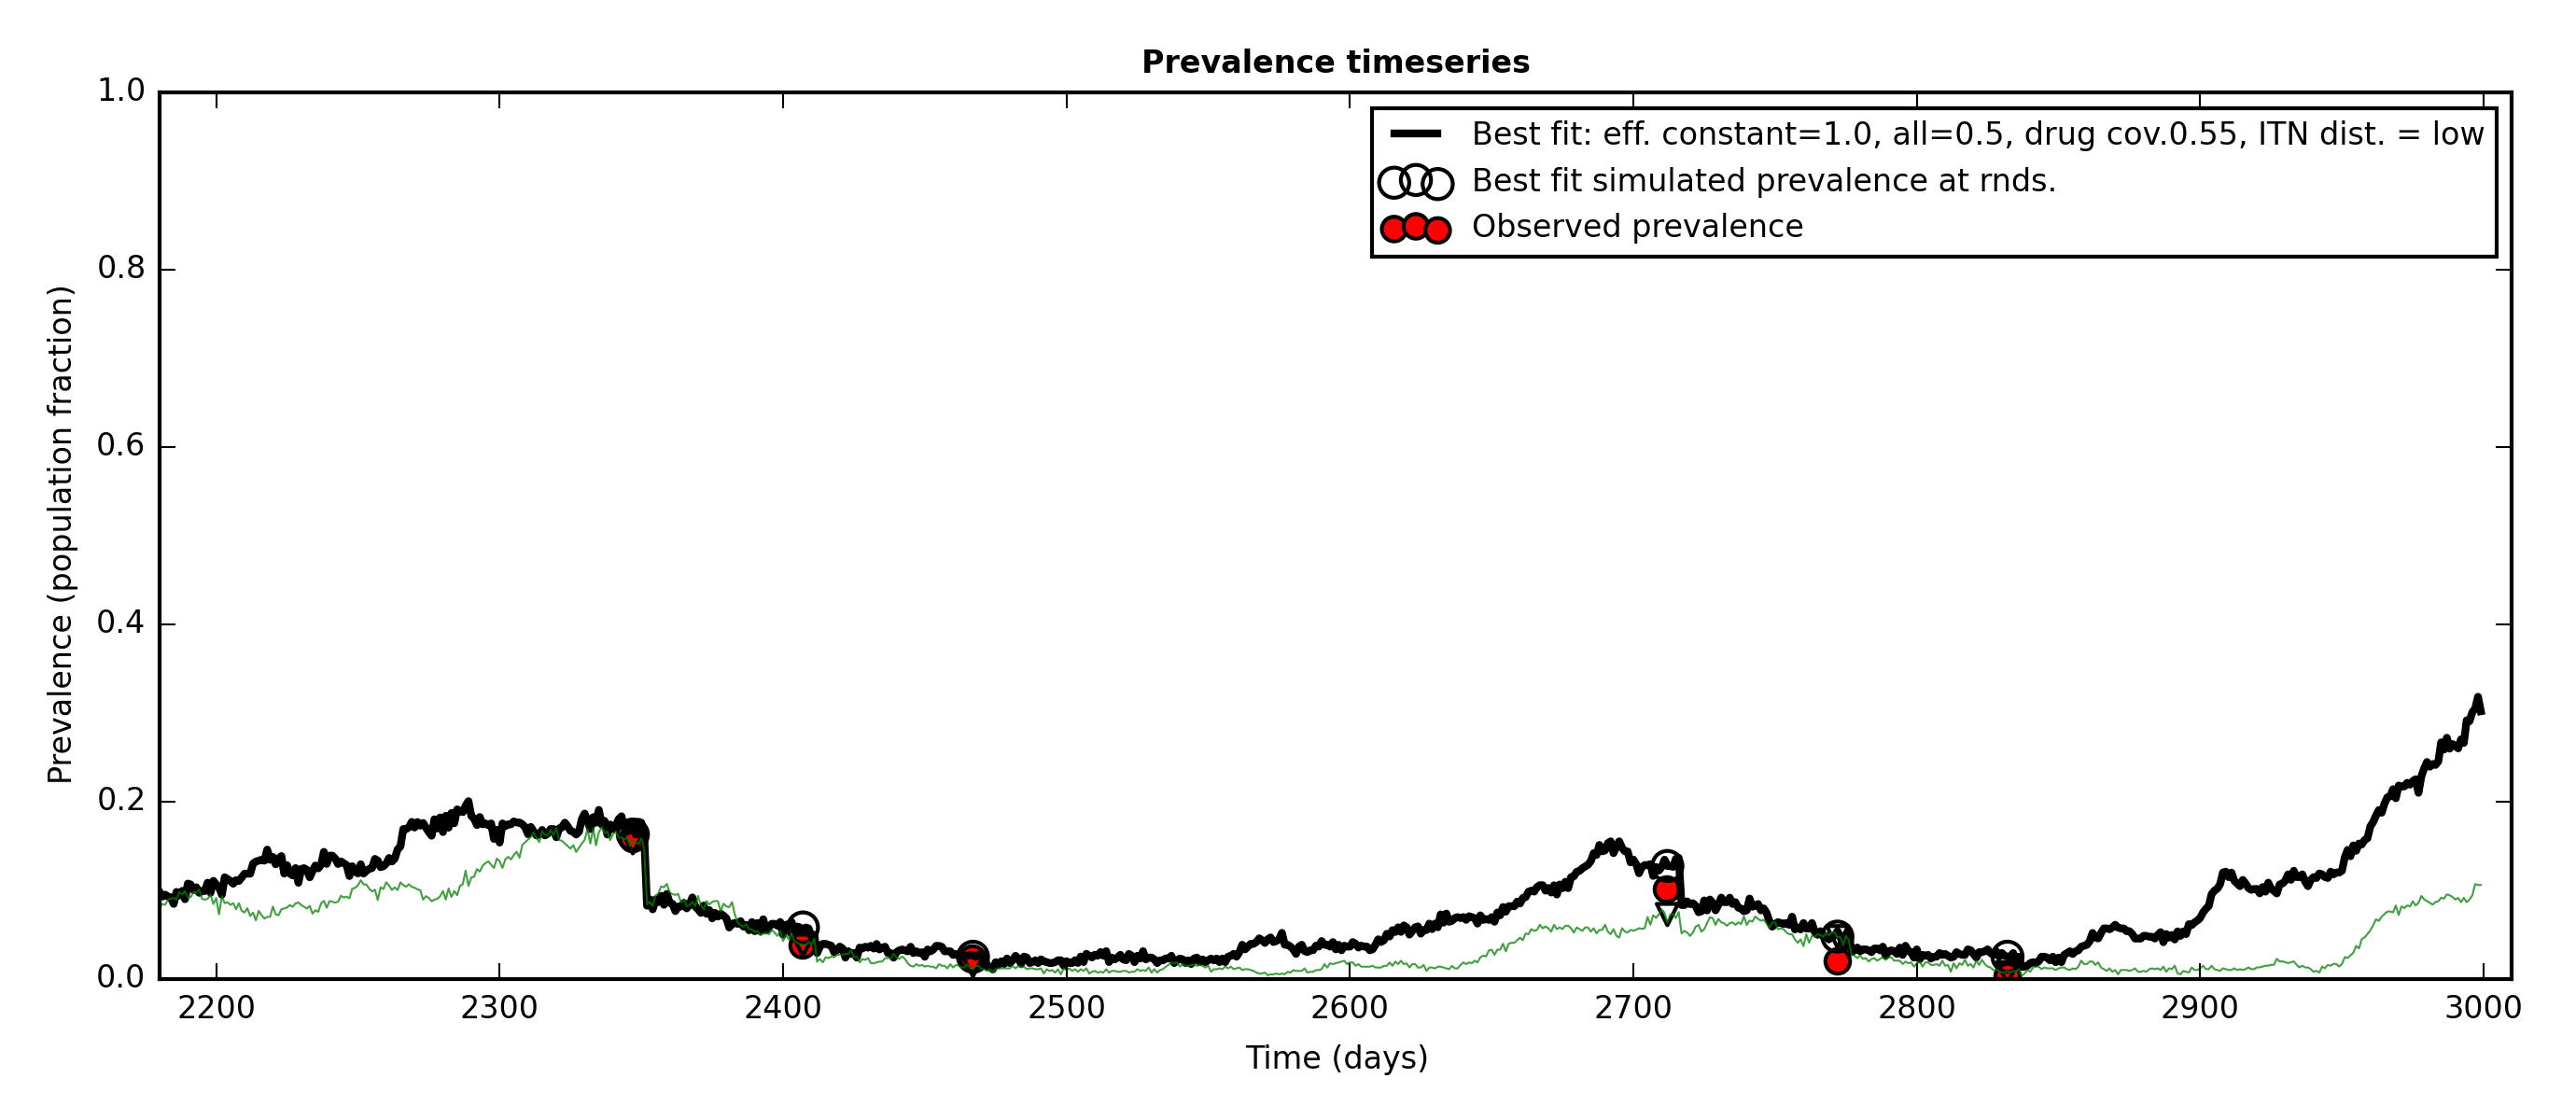 Prevalence timeseries
1.0
0.8
0.6
0.4
0.2
0.0
Prevalence (population fraction)
Best fit: eff. constant=1.0, all=0.5, drug cov.0.55, ITN dist. = low
Best fit simulated prevalence at rnds.
Observed prevalence
2200 2300 2400 2500 2600 2700 2800 2900 3000
Time (days)